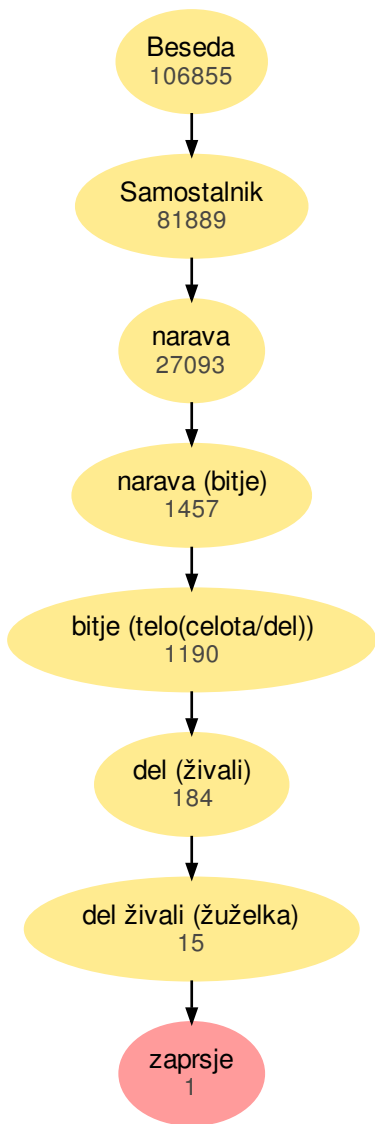 Beseda
106855
Samostalnik
81889
narava
27093
narava (bitje)
1457
bitje (telo(celota/del))
1190
del (živali)
184
del živali (žuželka)
15
zaprsje
1